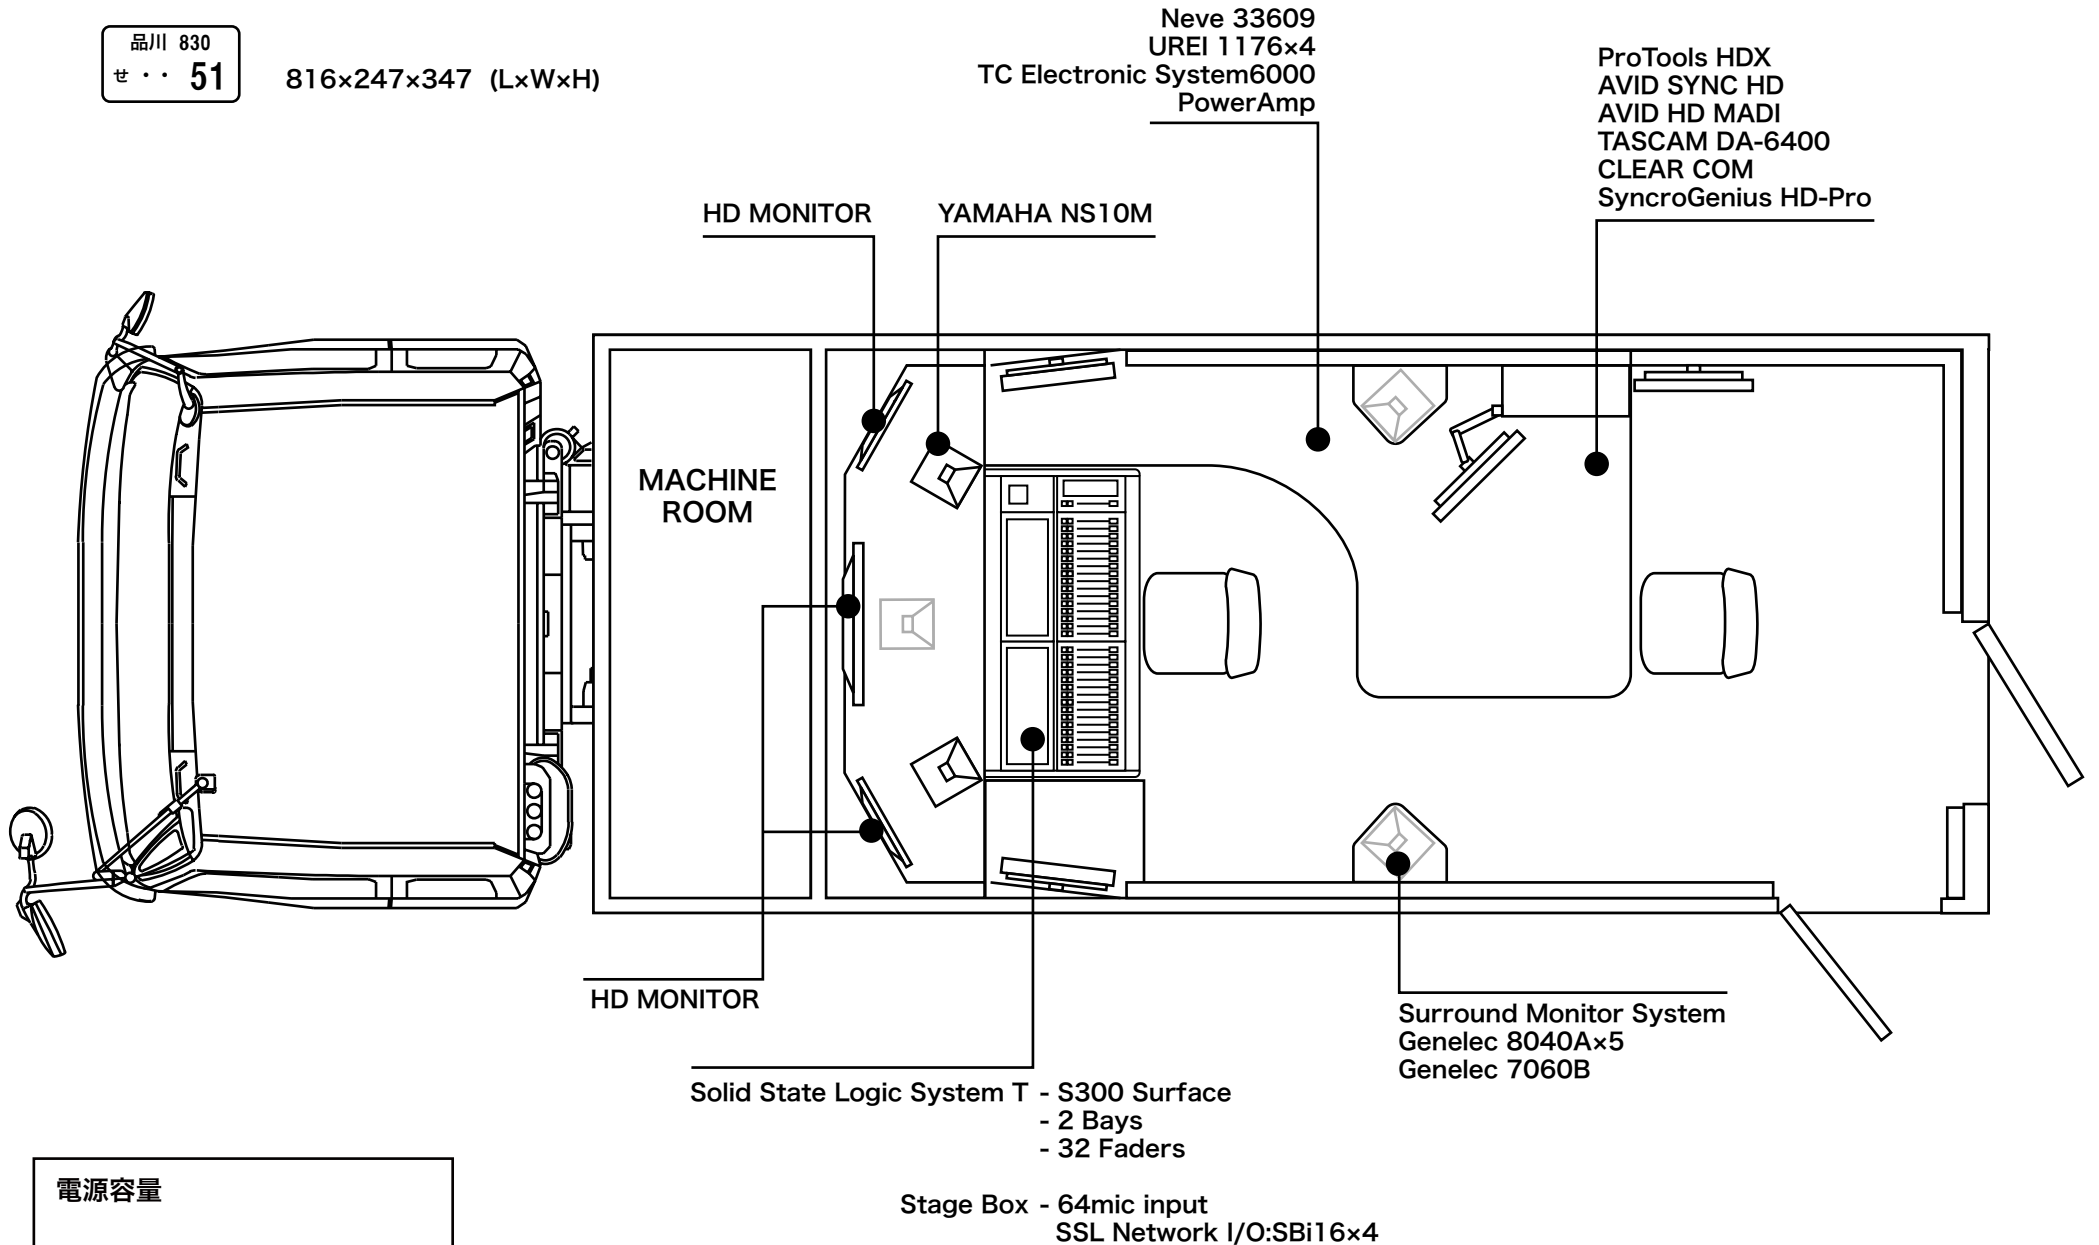 品川 830
せ ・・ 51
816×247×347 (L×W×H)
Neve 33609
UREI 1176×4
TC Electronic System6000
PowerAmp
ProTools HDX
AVID SYNC HD
AVID HD MADI
TASCAM DA-6400
CLEAR COM
SyncroGenius HD-Pro
HD MONITOR
YAMAHA NS10M
MACHINE
ROOM
HD MONITOR
Surround Monitor System
Genelec 8040A×5
Genelec 7060B
Solid State Logic System T - S300 Surface
- 2 Bays
- 32 Faders
Stage Box - 64mic input
SSL Network I/O:SBi16×4
電源容量